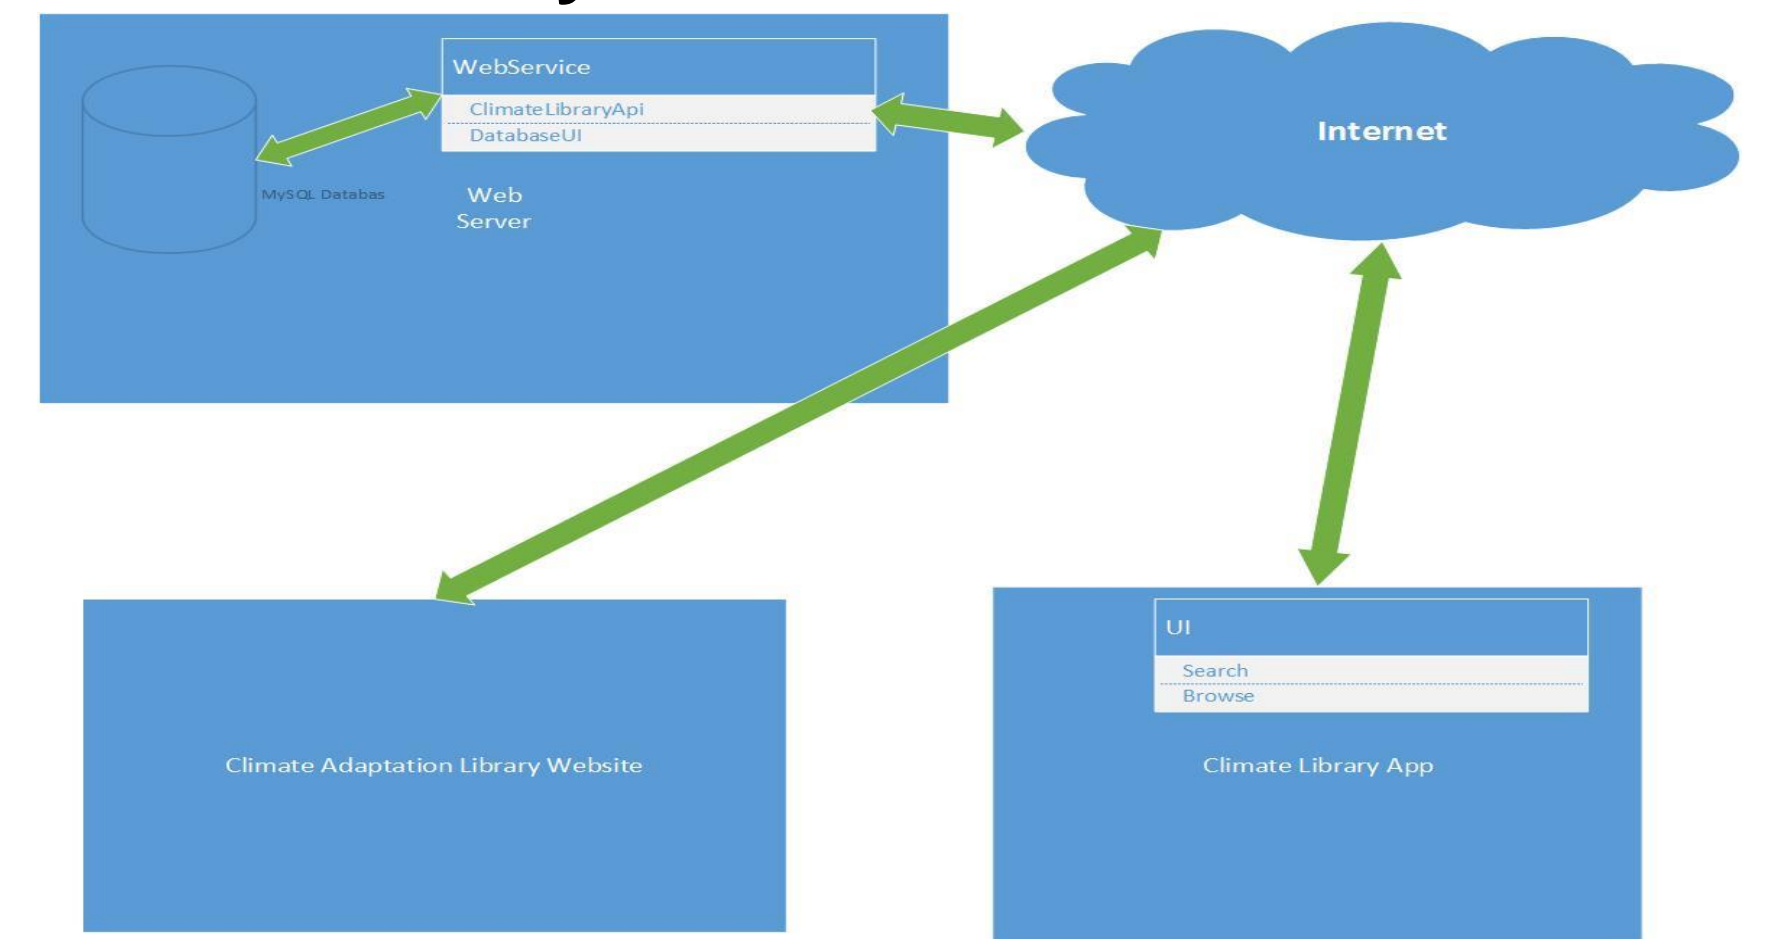 WebService
ClimateLibraryApi
DatabaseUI
MySQL Databas
Web
Server
Internet
Climate Adaptation Library Website
UI
Search
Browse
Climate Library App